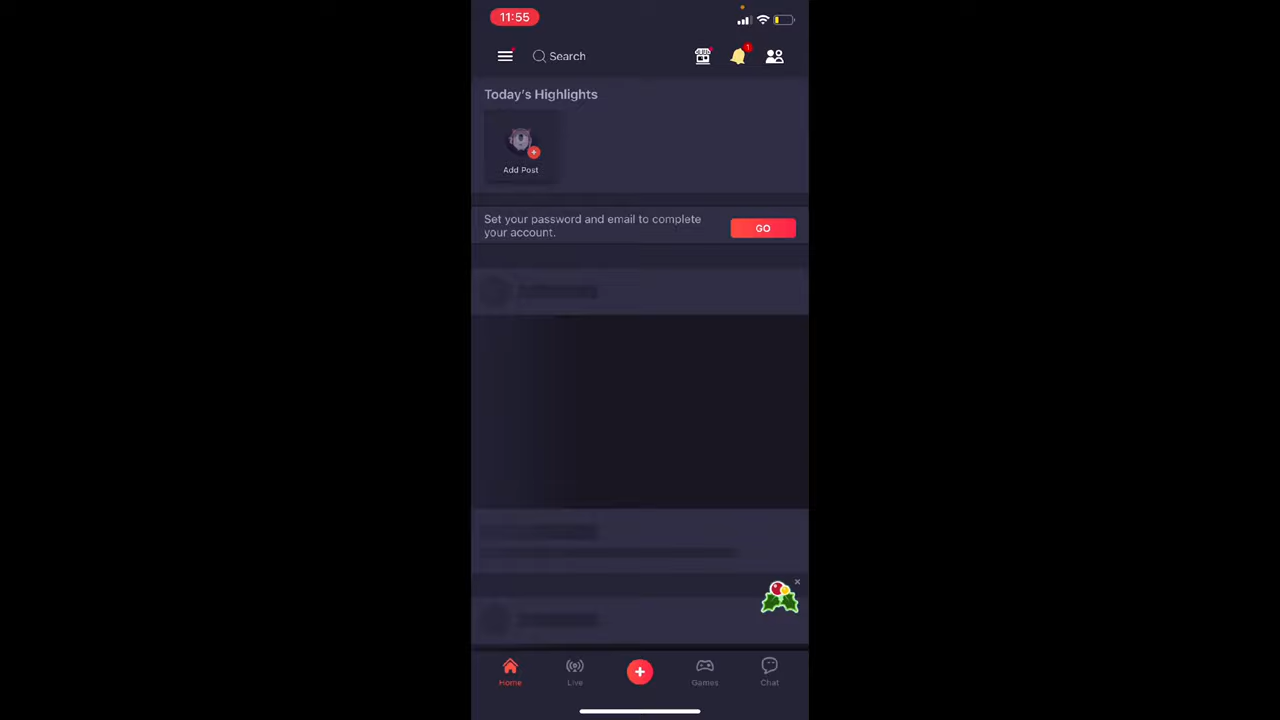 11:55
Search
1
Today's Highlights
Add Post
Set your password and email to complete
your account.
GO
Home
Live
Games
Chat